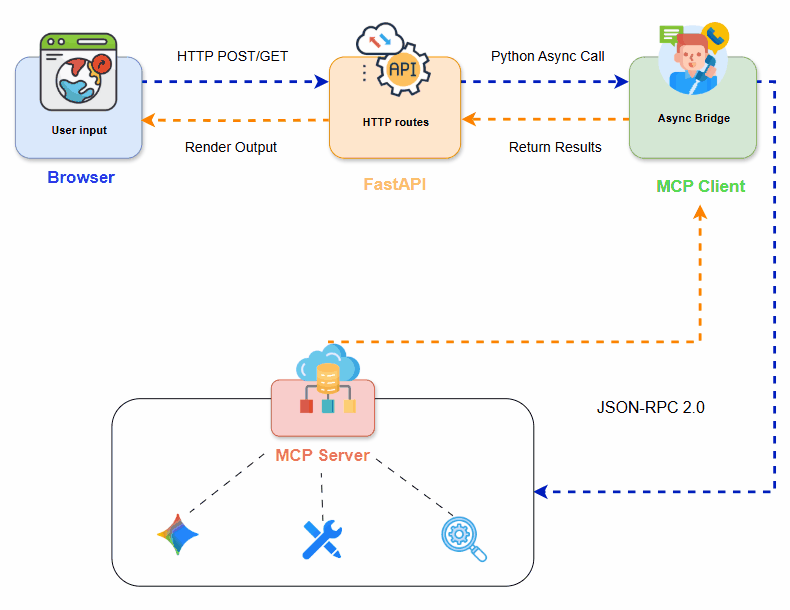 HTTP POST/GET
Python Async Call
API
User input
HTTP routes
Async Bridge
Render Output
Return Results
Browser
FastAPI
MCP Client
JSON-RPC 2.0
MCP Server